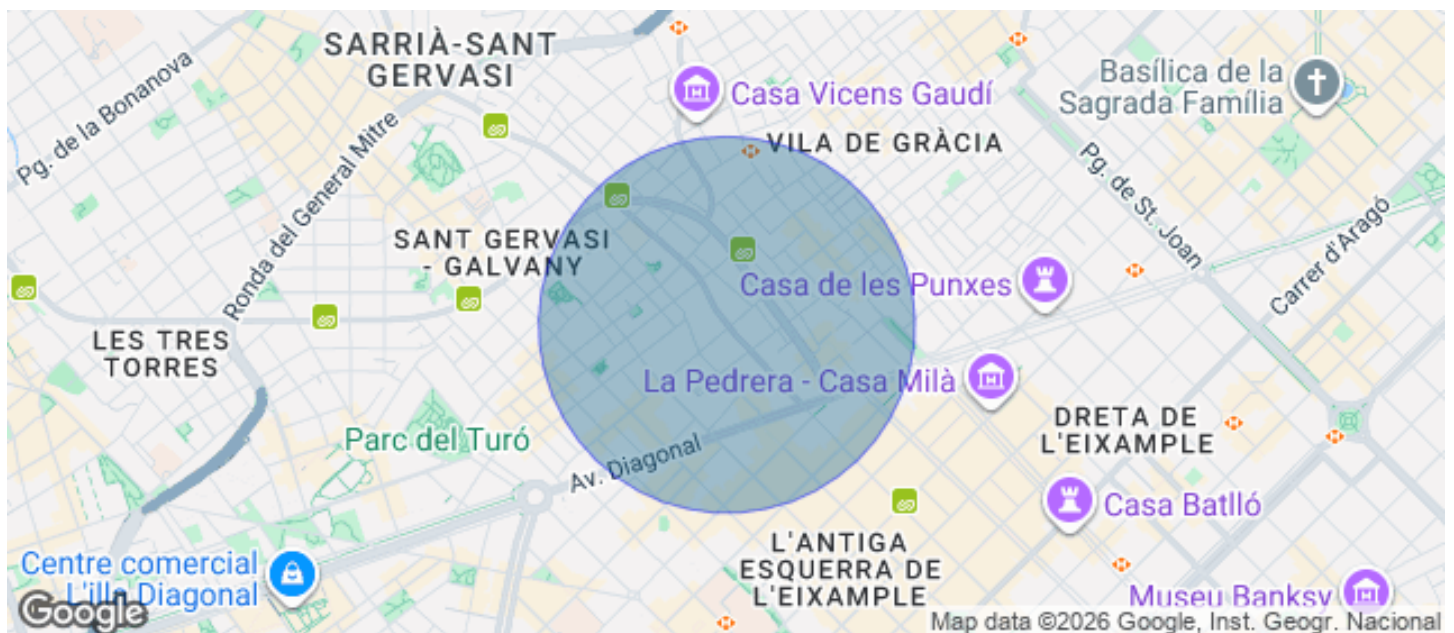 SARRIÀ-SANT
GERVASI
Pg. de la Bonanova
Ronda del General Mitre
Casa Vicens Gaudí
Basílica de la
Sagrada Família
VILA DE GRÀCIA
Pg. de St. Joan
Carrer d'Aragó
SANT GERVASI
- GALVANY
Casa de les Punxes
LES TRES
TORRES
La Pedrera - Casa Milà
DRETA DE
L'EIXAMPLE
Parc del Turó
Av. Diagonal
Casa Batlló
L'ANTIGA
ESQUERRA DE
L'EIXAMPLE
Centre comercial
L'illa Diagonal
Museu Banksy
Google
Map data ©2026 Google, Inst. Geogr. Nacional